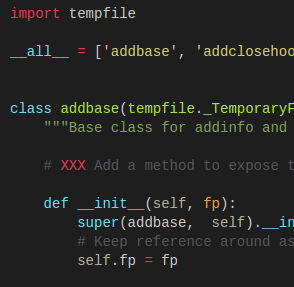 import tempfile
__all__ = ['addbase', 'addclosehoo
class addbase(tempfile._TemporaryF
"""Base class for addinfo and
# XXX Add a method to expose t
def __init__(self, fp):
super(addbase,  self).__in
# Keep reference around as
self.fp = fp